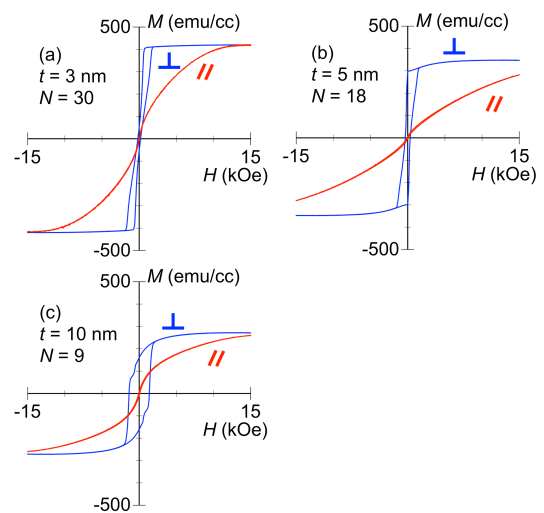 M (emu/cc)
500
(a)
t = 3 nm
N = 30
⊥
//
-15
15
H (kOe)
-500
M (emu/cc)
500
(b)
t = 5 nm
N = 18
⊥
//
-15
15
H (kOe)
-500
M (emu/cc)
500
(c)
t = 10 nm
N = 9
⊥
//
-15
15
H (kOe)
-500